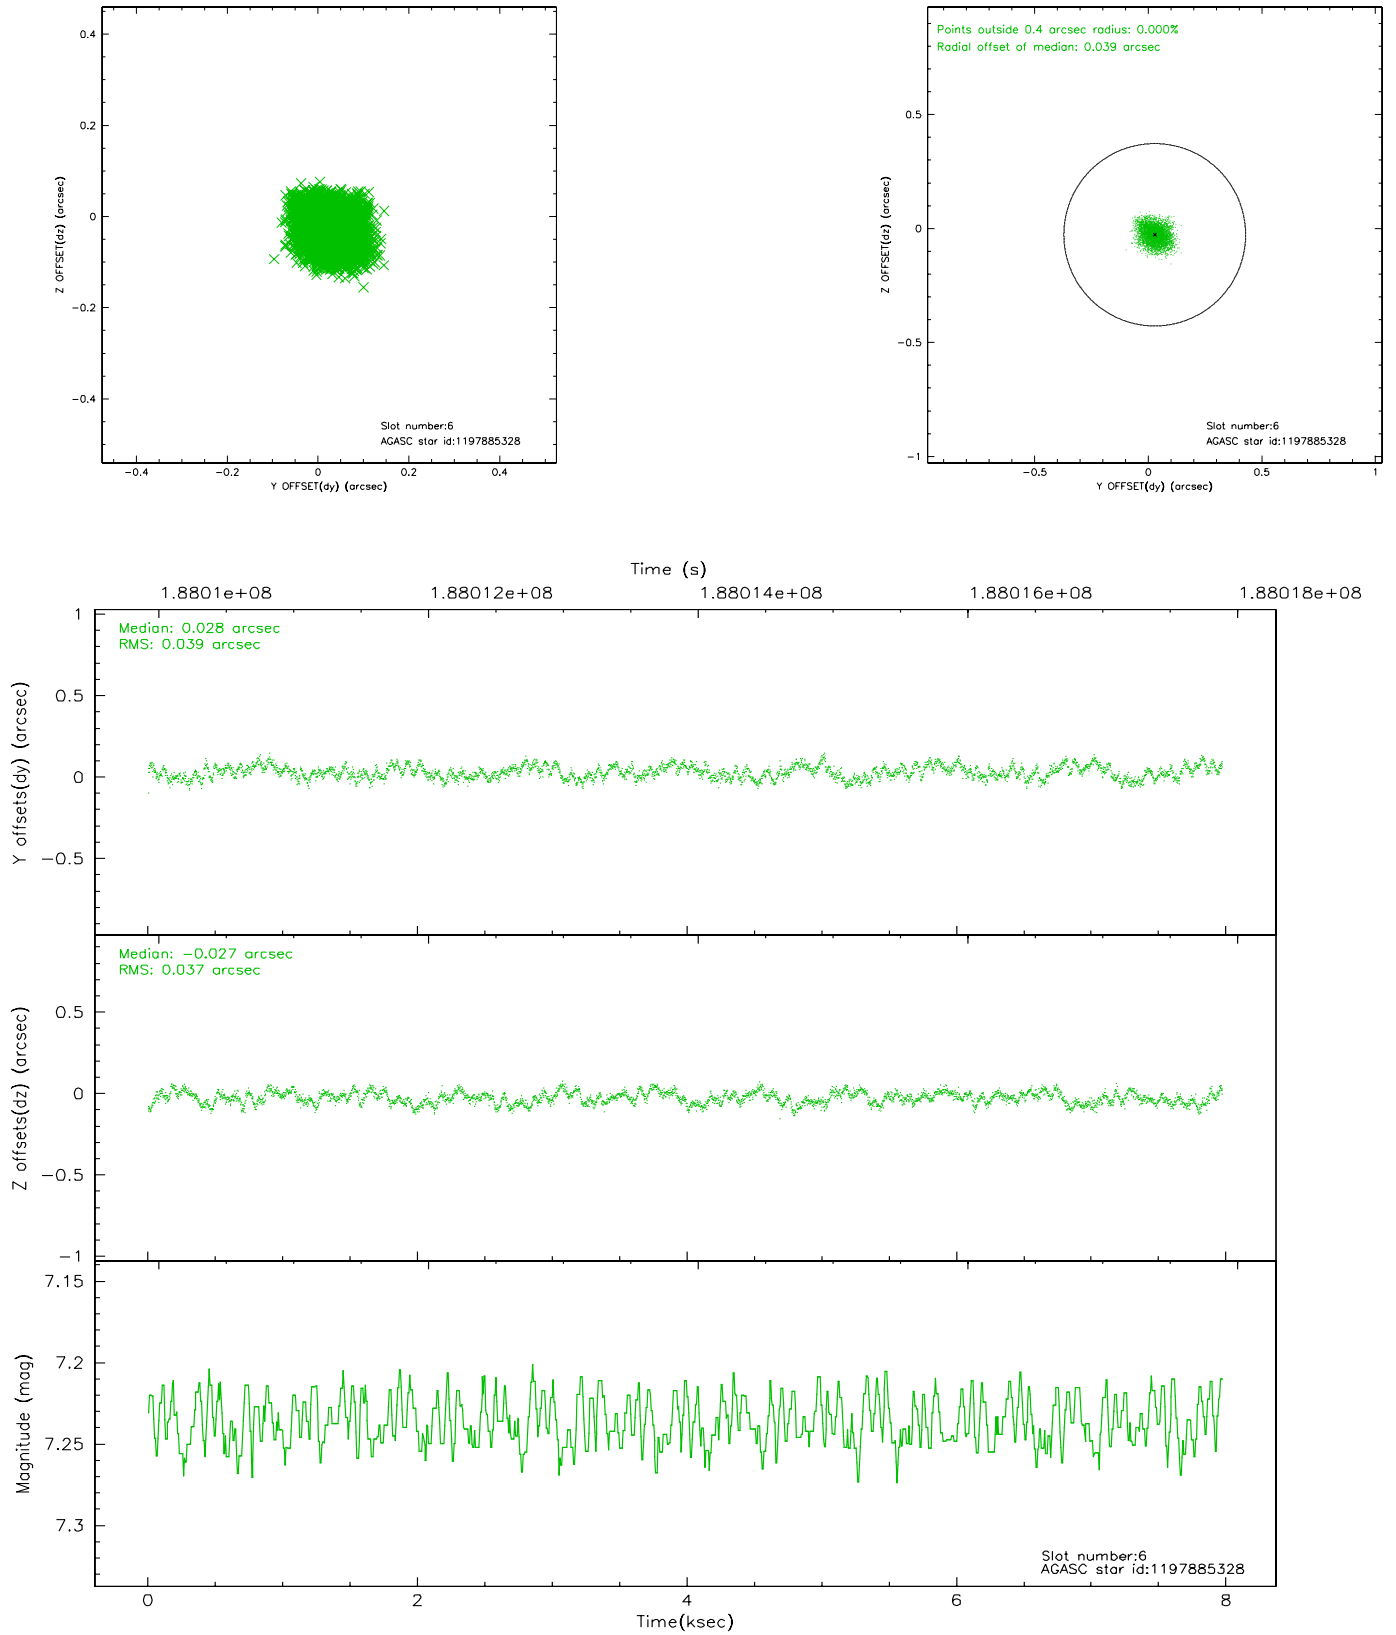 0.4
0.2
0
−0.2
−0.4
Z OFFSET(dz) (arcsec)
Slot number:6
AGASC star id:1197885328
−0.4 −0.2 0 0.2 0.4
Y OFFSET(dy) (arcsec)
Points outside 0.4 arcsec radius: 0.000%
Radial offset of median: 0.039 arcsec
0.5
0
−0.5
−1
Z OFFSET(dz) (arcsec)
Slot number:6
AGASC star id:1197885328
−0.5 0 0.5 1
Y OFFSET(dy) (arcsec)
Time (s)
1.8801e+08 1.88012e+08 1.88014e+08 1.88016e+08 1.88018e+08
Median: 0.028 arcsec
RMS: 0.039 arcsec
1
0.5
0
−0.5
Y offsets(dy) (arcsec)
Median: −0.027 arcsec
RMS: 0.037 arcsec
0.5
0
−0.5
−1
Z offsets(dz) (arcsec)
7.15
7.2
7.25
7.3
Magnitude (mag)
Slot number:6
AGASC star id:1197885328
0 2 4 6 8
Time(ksec)